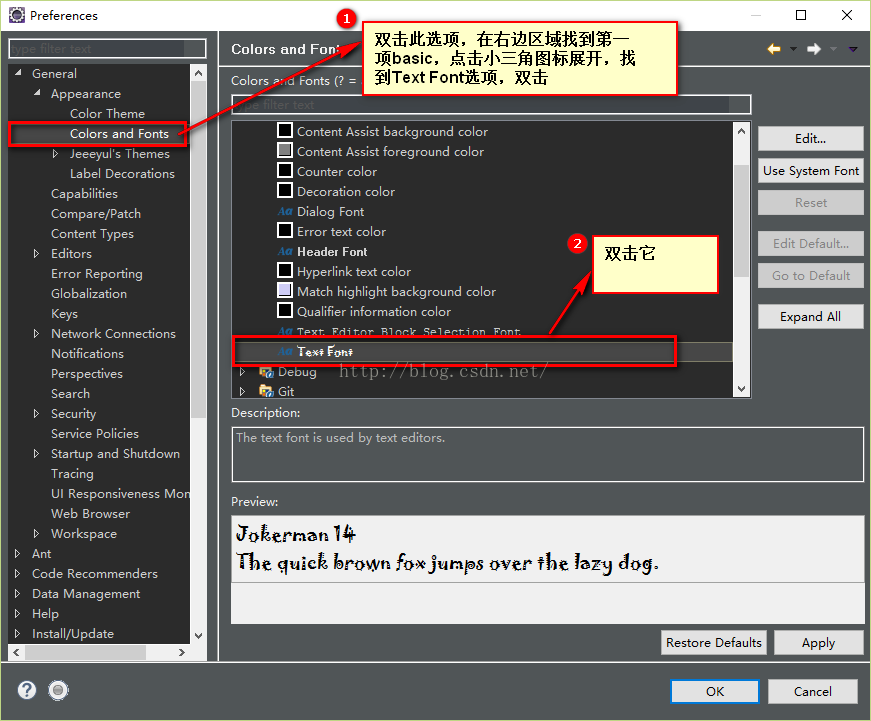 Preferences
type filter text
General
Appearance
Color Theme
Colors and Fonts
Jeeeyul's Themes
Label Decorations
Capabilities
Compare/Patch
Content Types
Editors
Error Reporting
Globalization
Keys
Network Connections
Notifications
Perspectives
Search
Security
Service Policies
Startup and Shutdown
Tracing
UI Responsiveness Mon
Web Browser
Workspace
Ant
Code Recommenders
Data Management
Help
Install/Update
1
双击此选项，在右边区域找到第一
项basic，点击小三角图标展开，找
到Text Font选项，双击
Colors and Fon
Colors and Fonts (? =
type filter text
Content Assist background color
Content Assist foreground color
Counter color
Decoration color
Aa Dialog Font
Error text color
Aa Header Font
Hyperlink text color
Match highlight background color
Qualifier information color
Aa Text Editor Block Selection Font
Aa Text Font
Debug
Git
2
双击它
http://blog.csdn.net/
Edit...
Use System Font
Reset
Edit Default...
Go to Default
Expand All
Description:
The text font is used by text editors.
Preview:
Jokerman 14
The quick brown fox jumps over the lazy dog.
Restore Defaults
Apply
?
OK
Cancel